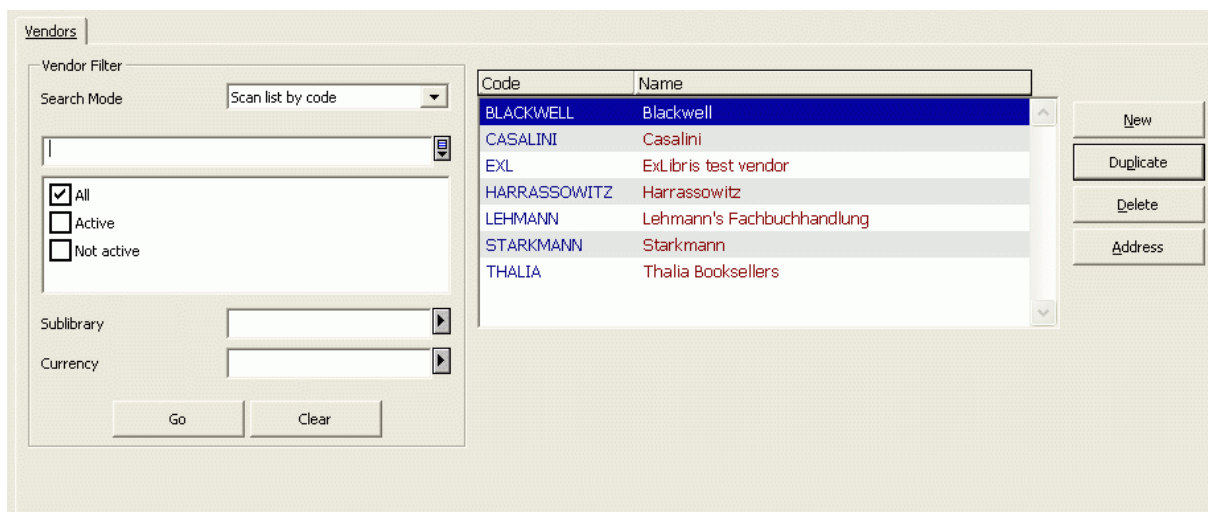 Vendors
Vendor Filter
Search Mode
Scan list by code
All
Active
Not active
Sublibrary
Currency
Go
Clear
Code Name
BLACKWELL Blackwell
CASALINI Casalini
EXL ExLibris test vendor
HARRASSOWITZ Harrassowitz
LEHMANN Lehmann's Fachbuchhandlung
STARKMANN Starkmann
THALIA Thalia Booksellers
New
Duplicate
Delete
Address